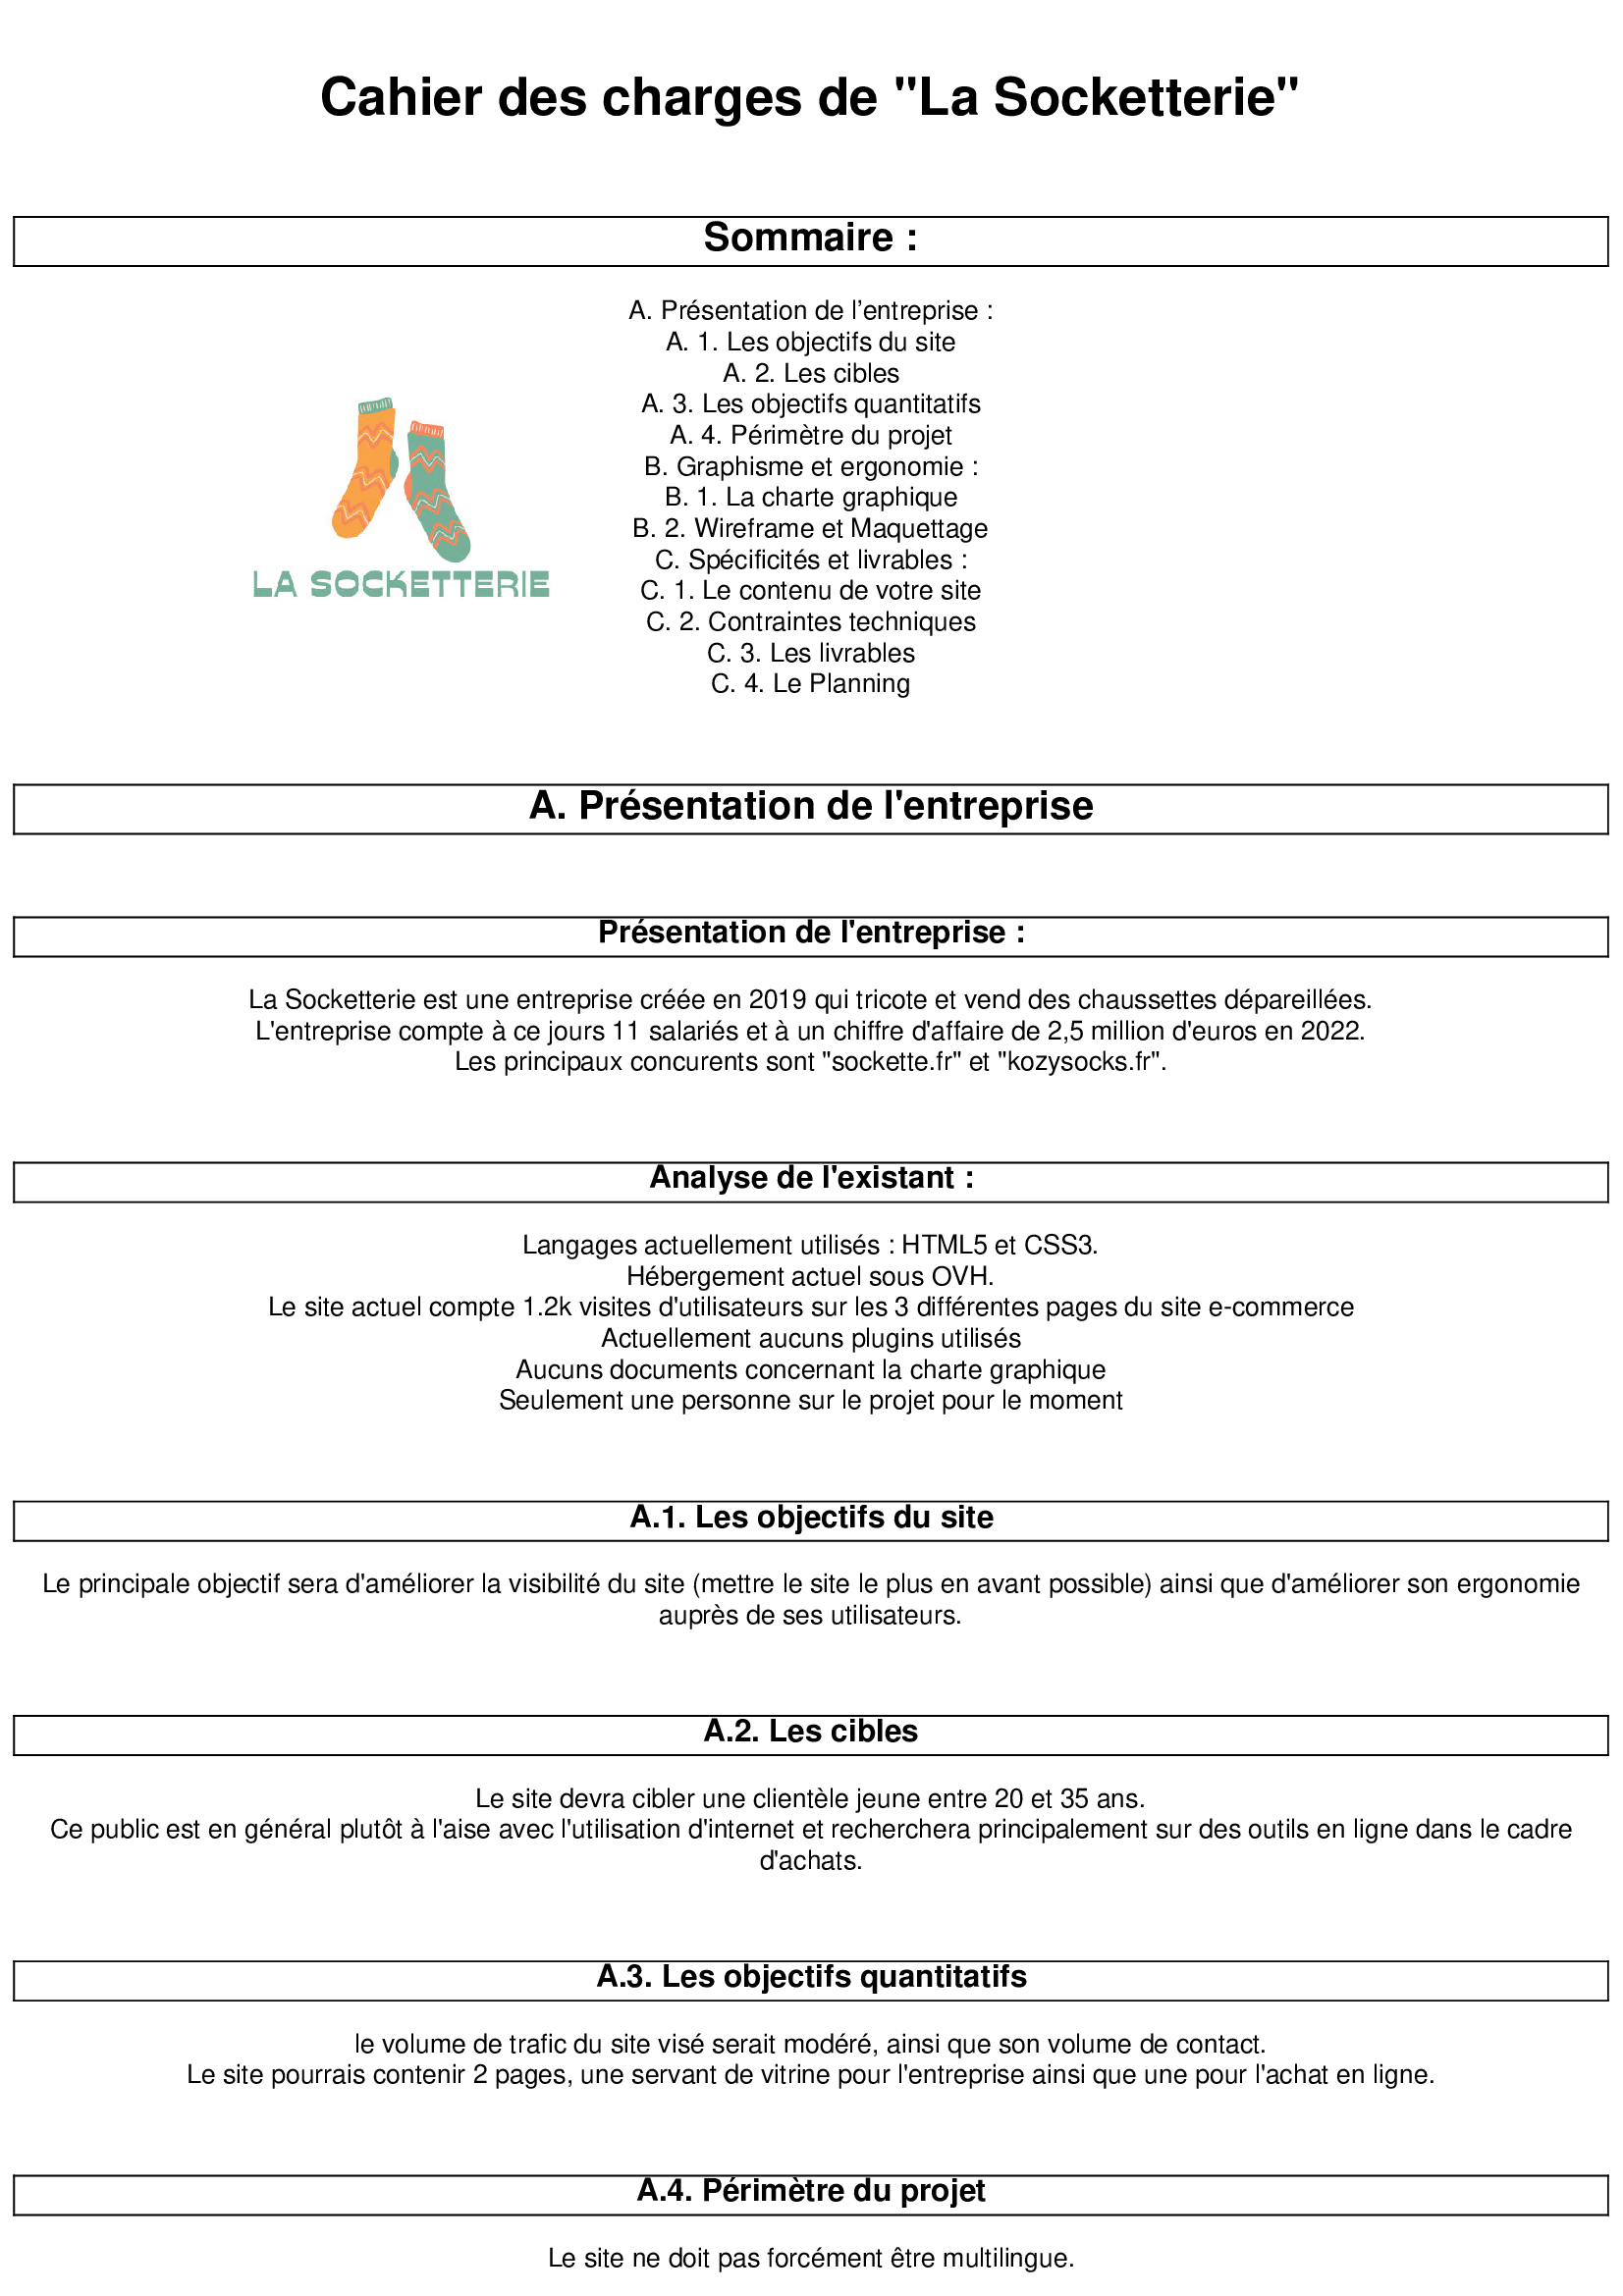 Cahier des charges de "La Socketterie"
Sommaire :
A. Présentation de l’entreprise :
A. 1. Les objectifs du site
A. 2. Les cibles
A. 3. Les objectifs quantitatifs
A. 4. Périmètre du projet
B. Graphisme et ergonomie :
B. 1. La charte graphique
B. 2. Wireframe et Maquettage
C. Spécificités et livrables :
C. 1. Le contenu de votre site
C. 2. Contraintes techniques
C. 3. Les livrables
C. 4. Le Planning
LA SOCKETTERIE
A. Présentation de l'entreprise
Présentation de l'entreprise :
La Socketterie est une entreprise créée en 2019 qui tricote et vend des chaussettes dépareillées.
L'entreprise compte à ce jours 11 salariés et à un chiffre d'affaire de 2,5 million d'euros en 2022.
Les principaux concurents sont "sockette.fr" et "kozysocks.fr".
Analyse de l'existant :
Langages actuellement utilisés : HTML5 et CSS3.
Hébergement actuel sous OVH.
Le site actuel compte 1.2k visites d'utilisateurs sur les 3 différentes pages du site e-commerce
Actuellement aucuns plugins utilisés
Aucuns documents concernant la charte graphique
Seulement une personne sur le projet pour le moment
A.1. Les objectifs du site
Le principale objectif sera d'améliorer la visibilité du site (mettre le site le plus en avant possible) ainsi que d'améliorer son ergonomie
auprès de ses utilisateurs.
A.2. Les cibles
Le site devra cibler une clientèle jeune entre 20 et 35 ans.
Ce public est en général plutôt à l'aise avec l'utilisation d'internet et recherchera principalement sur des outils en ligne dans le cadre
d'achats.
A.3. Les objectifs quantitatifs
le volume de trafic du site visé serait modéré, ainsi que son volume de contact.
Le site pourrais contenir 2 pages, une servant de vitrine pour l'entreprise ainsi que une pour l'achat en ligne.
A.4. Périmètre du projet
Le site ne doit pas forcément être multilingue.